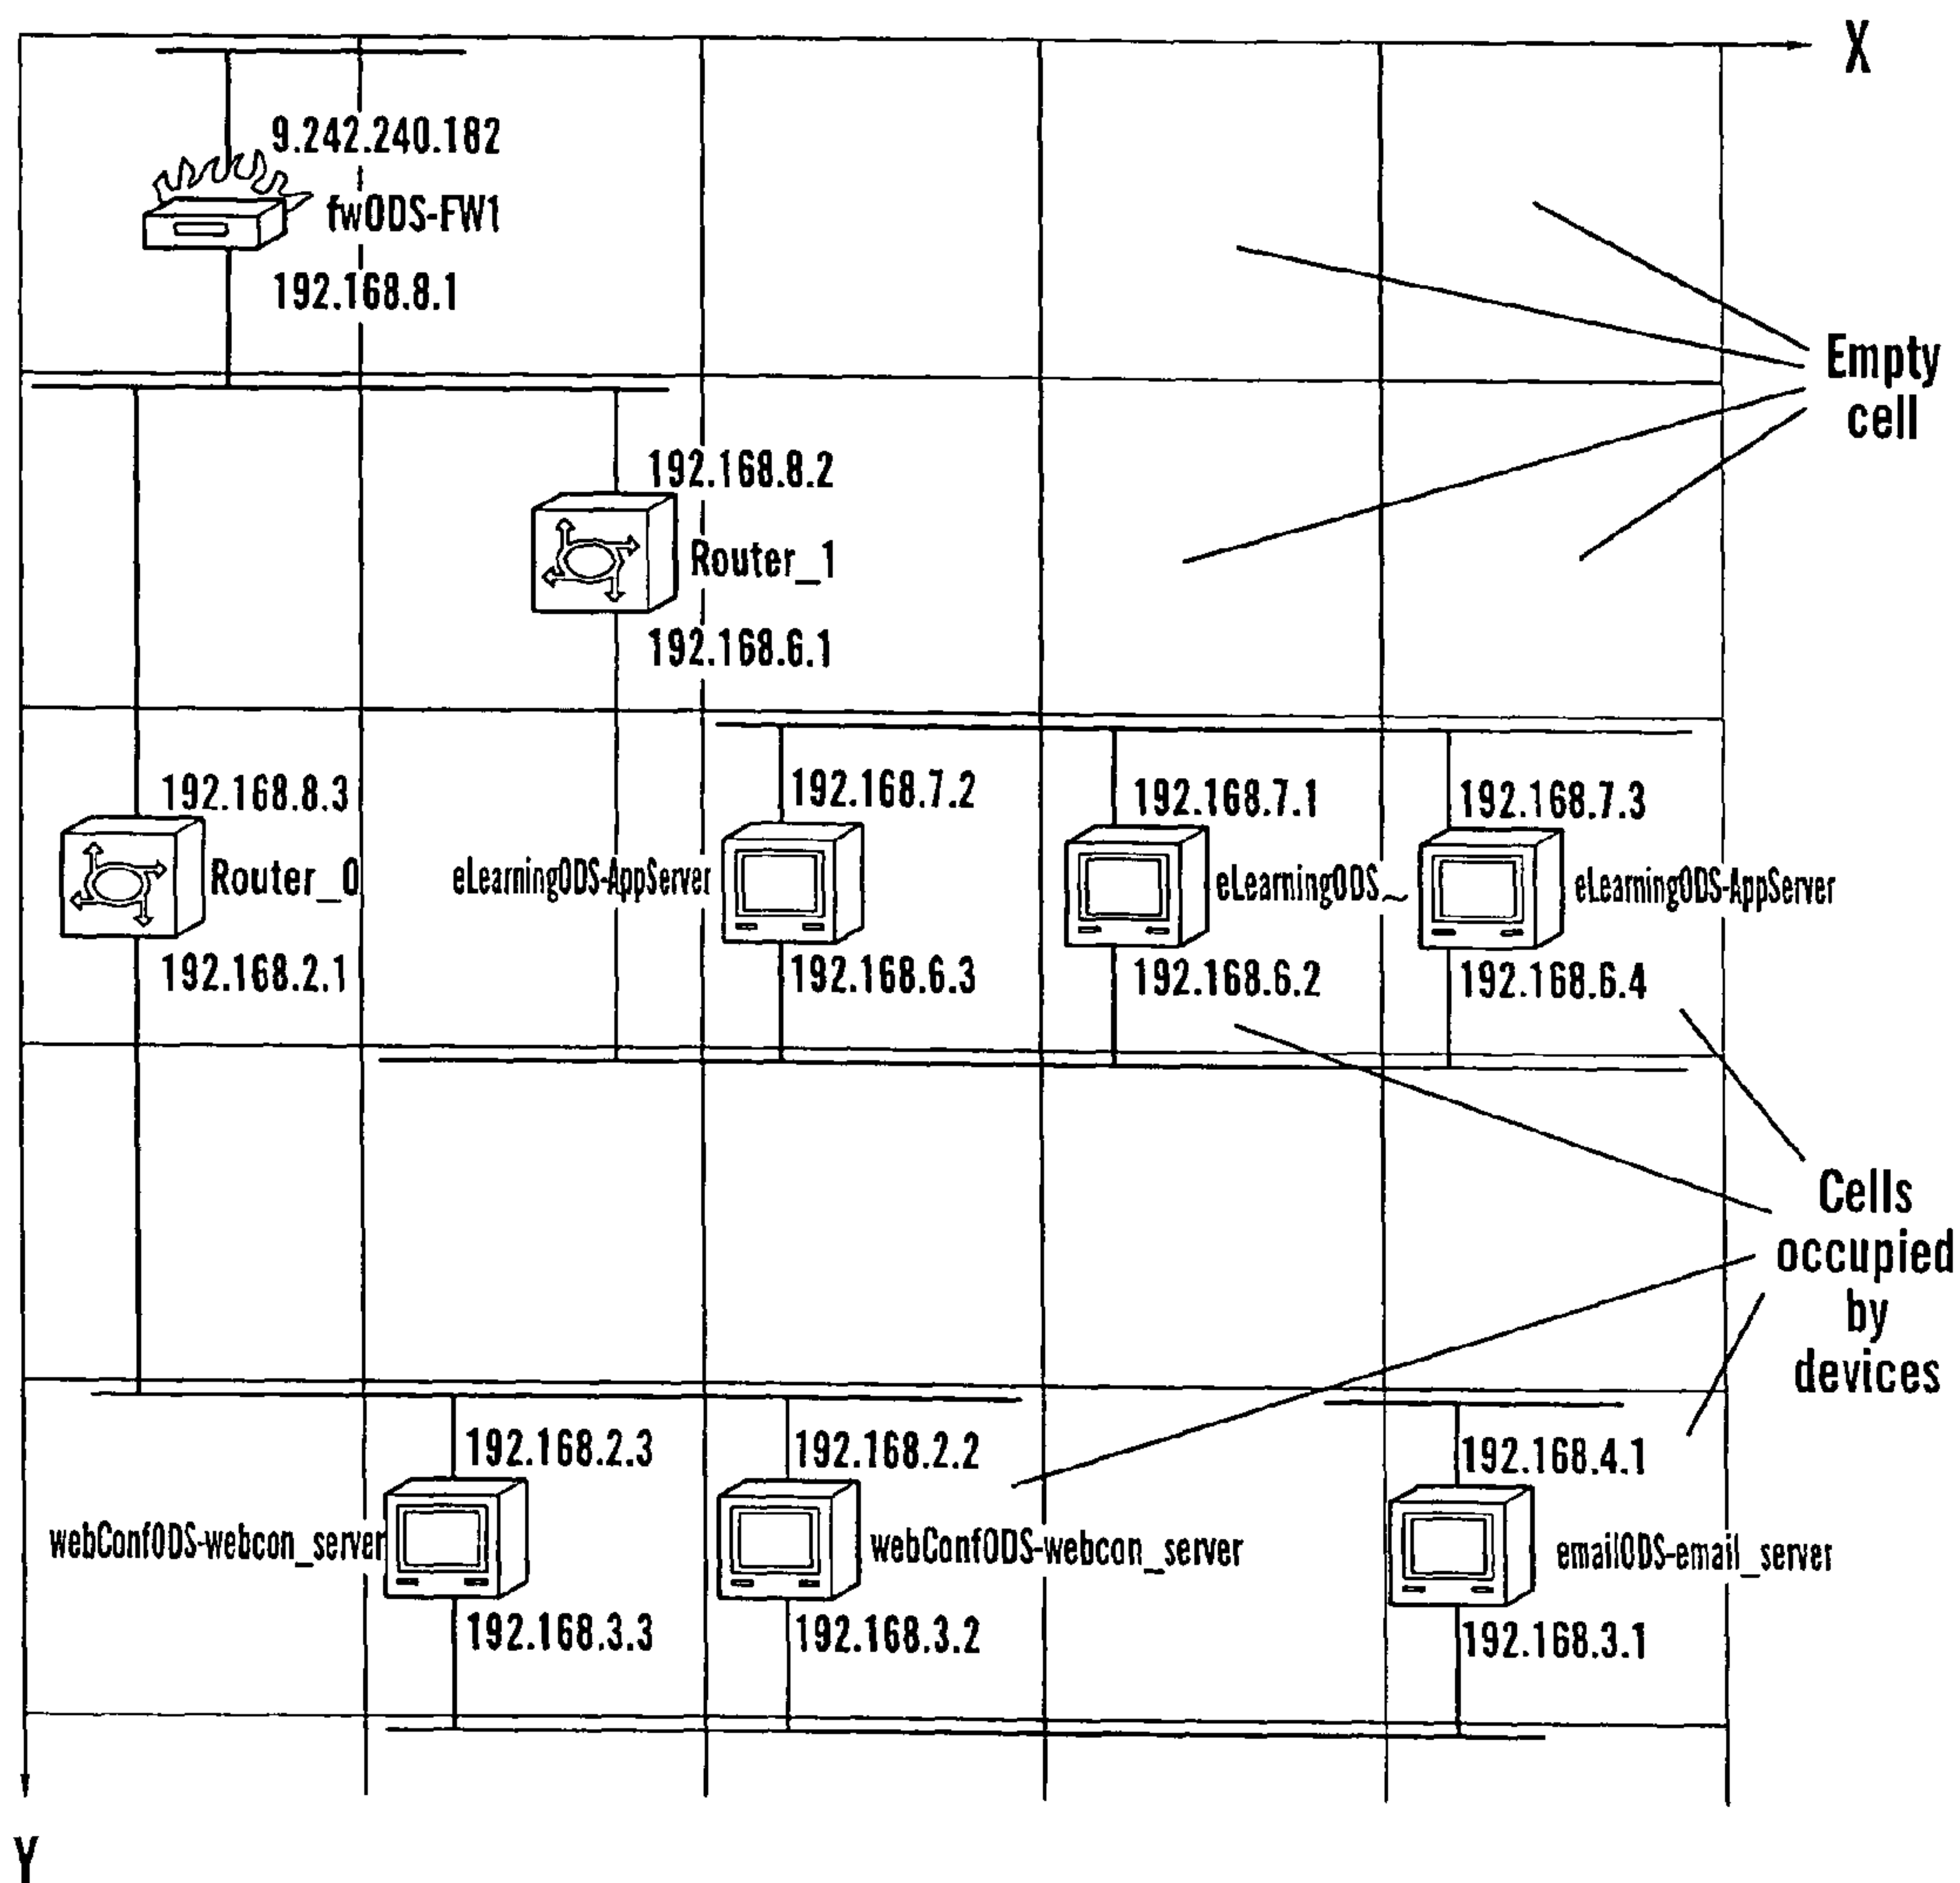 X
9.242.240.182
fwODS-FW1
192.168.8.1
Empty
cell
192.168.8.2
Router_1
192.168.6.1
192.168.8.3
Router_0
192.168.2.1
192.168.7.2
eLearningODS-AppServer
192.168.6.3
192.168.7.1
eLearningODS~
192.168.6.2
192.168.7.3
eLearningODS-AppServer
192.168.6.4
Cells
occupied
by
devices
192.168.2.3
webConfODS-webcon_server
192.168.3.3
192.168.2.2
webConfODS-webcon_server
192.168.3.2
192.168.4.1
emailODS-email_server
192.168.3.1
Y